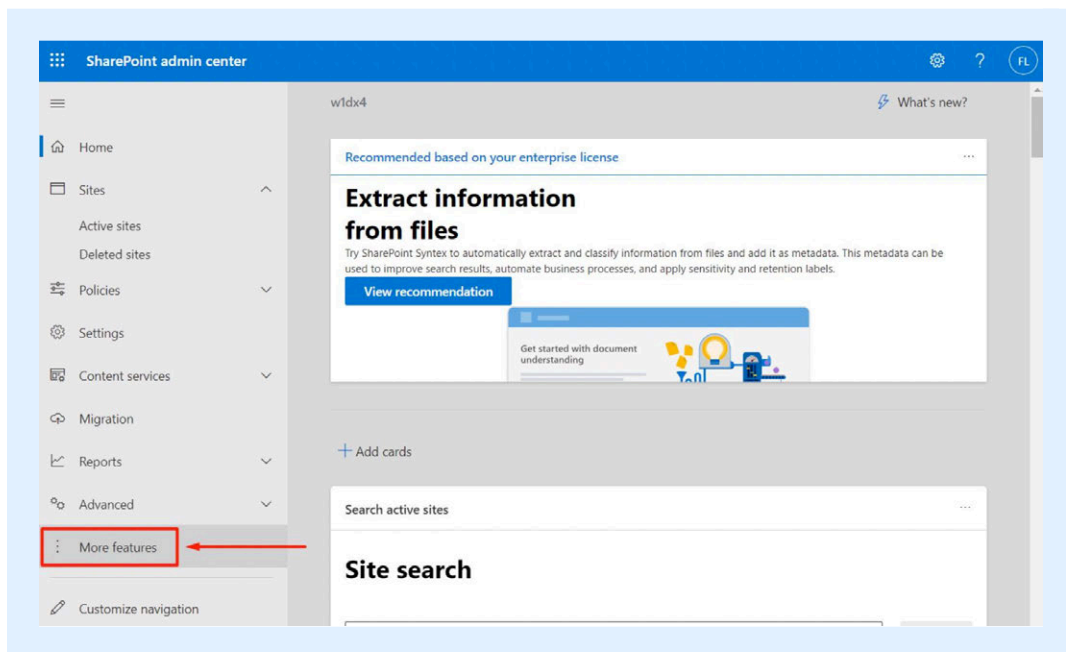 SharePoint admin center
?
FL
w1dx4
What's new?
Home
Sites
Active sites
Deleted sites
Policies
Settings
Content services
Migration
Reports
Advanced
More features
Customize navigation
Recommended based on your enterprise license
Extract information
from files
Try SharePoint Syntex to automatically extract and classify information from files and add it as metadata. This metadata can be
used to improve search results, automate business processes, and apply sensitivity and retention labels.
View recommendation
Get started with document
understanding
Add cards
Search active sites
Site search